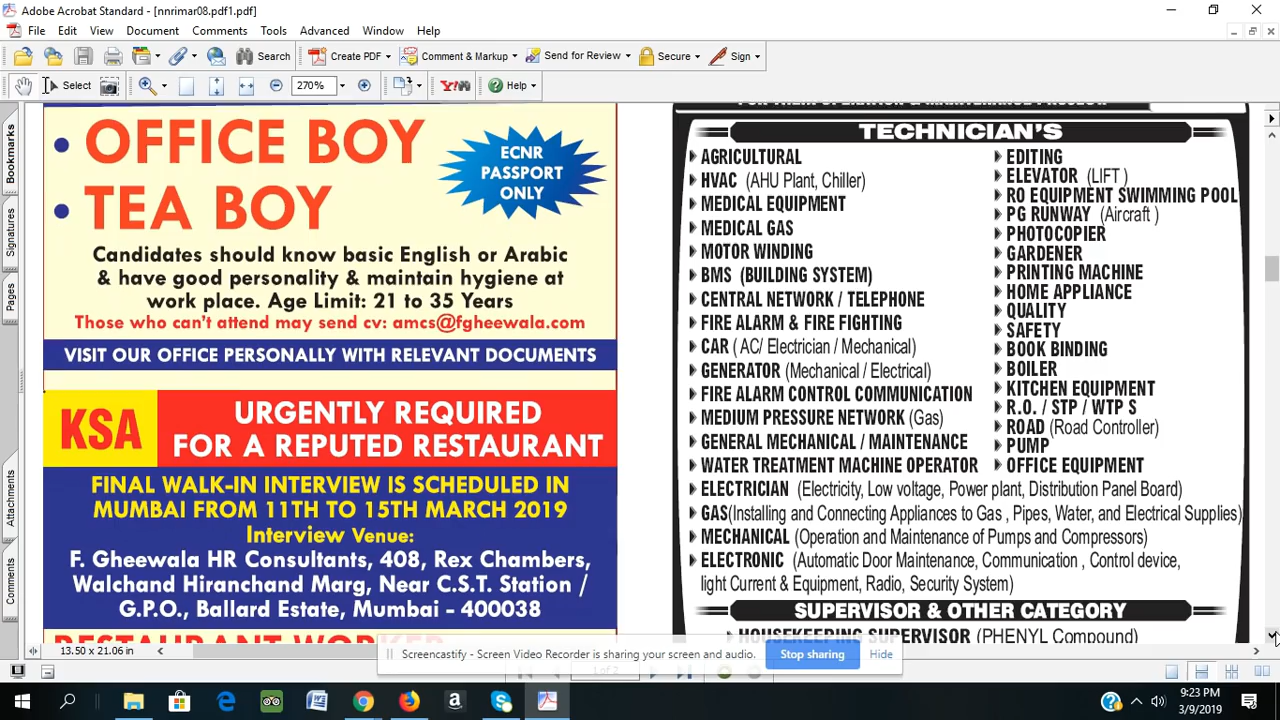 Adobe Acrobat Standard - [nnrimar08.pdf1.pdf]
File Edit View Document Comments Tools Advanced Window Help
Search Create PDF Comment & Markup Send for Review Secure Sign
Select 270% Y! Help
Bookmarks
Signatures
Pages
Attachments
Comments
• OFFICE BOY
• TEA BOY
ECNR
PASSPORT
ONLY
Candidates should know basic English or Arabic
& have good personality & maintain hygiene at
work place. Age Limit: 21 to 35 Years
Those who can't attend may send cv: amcs@fgheewala.com
VISIT OUR OFFICE PERSONALLY WITH RELEVANT DOCUMENTS
KSA
URGENTLY REQUIRED
FOR A REPUTED RESTAURANT
FINAL WALK-IN INTERVIEW IS SCHEDULED IN
MUMBAI FROM 11TH TO 15TH MARCH 2019
Interview Venue:
F. Gheewala HR Consultants, 408, Rex Chambers,
Walchand Hiranchand Marg, Near C.S.T. Station /
G.P.O., Ballard Estate, Mumbai - 400038
RESTAURANT WORKER
TECHNICIAN'S
AGRICULTURAL
HVAC (AHU Plant, Chiller)
MEDICAL EQUIPMENT
MEDICAL GAS
MOTOR WINDING
BMS (BUILDING SYSTEM)
CENTRAL NETWORK / TELEPHONE
FIRE ALARM & FIRE FIGHTING
CAR ( AC/ Electrician / Mechanical)
GENERATOR (Mechanical / Electrical)
FIRE ALARM CONTROL COMMUNICATION
MEDIUM PRESSURE NETWORK (Gas)
GENERAL MECHANICAL / MAINTENANCE
WATER TREATMENT MACHINE OPERATOR
EDITING
ELEVATOR (LIFT )
RO EQUIPMENT SWIMMING POOL
PG RUNWAY (Aircraft )
PHOTOCOPIER
GARDENER
PRINTING MACHINE
HOME APPLIANCE
QUALITY
SAFETY
BOOK BINDING
BOILER
KITCHEN EQUIPMENT
R.O. / STP / WTP S
ROAD (Road Controller)
PUMP
OFFICE EQUIPMENT
ELECTRICIAN (Electricity, Low voltage, Power plant, Distribution Panel Board)
GAS(Installing and Connecting Appliances to Gas , Pipes, Water, and Electrical Supplies)
MECHANICAL (Operation and Maintenance of Pumps and Compressors)
ELECTRONIC (Automatic Door Maintenance, Communication , Control device,
light Current & Equipment, Radio, Security System)
SUPERVISOR & OTHER CATEGORY
HOUSEKEEPING SUPERVISOR (PHENYL Compound)
13.50 x 21.06 in
Screencastify - Screen Video Recorder is sharing your screen and audio. Stop sharing Hide
1 of 2
9:23 PM
3/9/2019